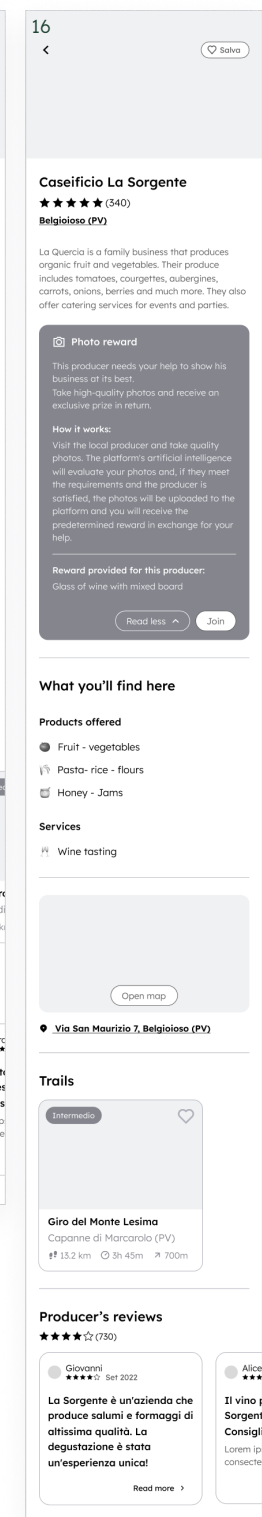 16
Salva
Caseificio La Sorgente
★★★★★ (340)
Belgioioso (PV)
La Quercia is a family business that produces
organic fruit and vegetables. Their produce
includes tomatoes, courgettes, aubergines,
carrots, onions, berries and much more. They also
offer catering services for events and parties.
Photo reward
This producer needs your help to show his
business at its best.
Take high-quality photos and receive an
exclusive prize in return.
How it works:
Visit the local producer and take quality
photos. The platform's artificial intelligence
will evaluate your photos and, if they meet
the requirements and the producer is
satisfied, the photos will be uploaded to the
platform and you will receive the
predetermined reward in exchange for your
help.
Reward provided for this producer:
Glass of wine with mixed board
Read less
Join
What you'll find here
Products offered
Fruit - vegetables
Pasta- rice - flours
Honey - Jams
Services
Wine tasting
Open map
Via San Maurizio 7, Belgioioso (PV)
Trails
Intermedio
Giro del Monte Lesima
Capanne di Marcarolo (PV)
13.2 km 3h 45m 700m
Producer's reviews
★★★★☆ (730)
Giovanni
★★★★☆ Set 2022
La Sorgente è un'azienda che
produce salumi e formaggi di
altissima qualità. La
degustazione è stata
un'esperienza unica!
Read more
Alice
Il vino p
Sorgent
Consigli
Lorem ip
consecte